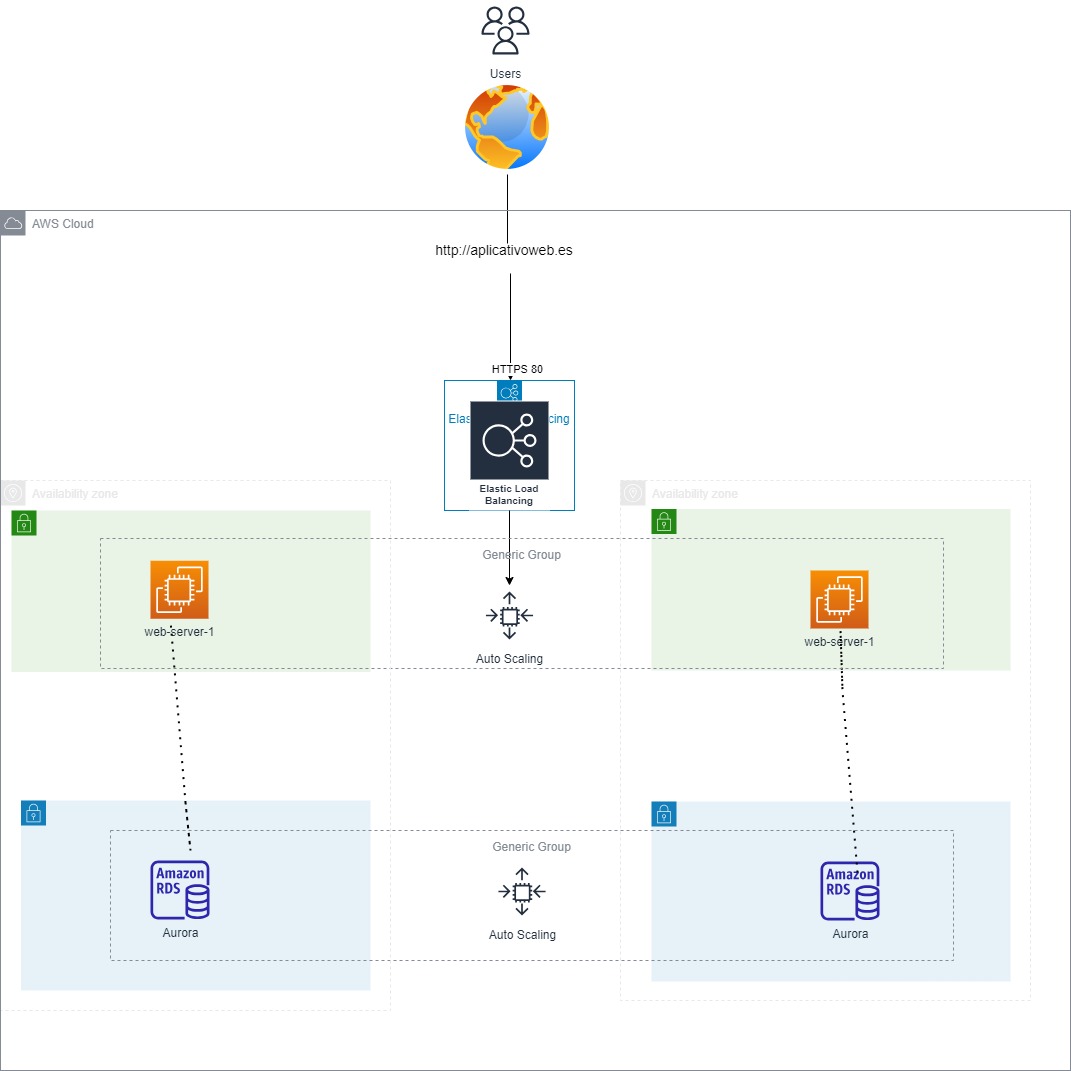 Users
AWS Cloud
http://aplicativoweb.es
HTTPS 80
Elas cing
Elastic Load
Balancing
Availability zone
Availability zone
Generic Group
web-server-1
web-server-1
Auto Scaling
Generic Group
Amazon
RDS
Amazon
RDS
Aurora
Aurora
Auto Scaling